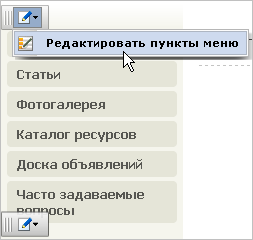 Редактировать пункты меню
Статьи
Фотогалерея
Каталог ресурсов
Доска объявлений
Часто задаваемые
вопросы